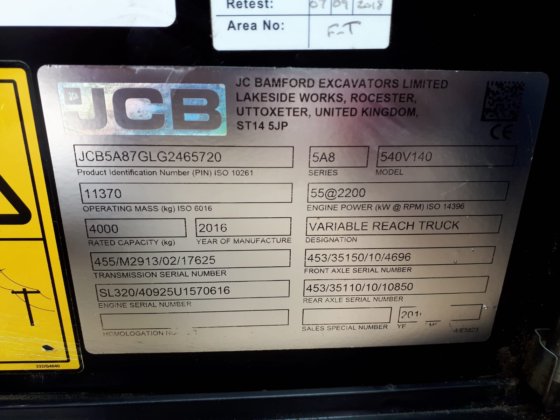 Retest: 07 09 2018
Area No: F-T
JCB
JC BAMFORD EXCAVATORS LIMITED
LAKESIDE WORKS, ROCESTER,
UTTOXETER, UNITED KINGDOM,
ST14 5JP
JCB5A87GLG2465720
Product Identification Number (PIN) ISO 10261
5A8 540V140
SERIES MODEL
11370
OPERATING MASS (kg) ISO 6016
55@2200
ENGINE POWER (kW @ RPM) ISO 14396
4000 2016
RATED CAPACITY (kg) YEAR OF MANUFACTURE
VARIABLE REACH TRUCK
DESIGNATION
455/M2913/02/17625
TRANSMISSION SERIAL NUMBER
453/35150/10/4696
FRONT AXLE SERIAL NUMBER
SL320/40925U1570616
ENGINE SERIAL NUMBER
453/35110/10/10850
REAR AXLE SERIAL NUMBER
HOMOLOGATION
SALES SPECIAL NUMBER